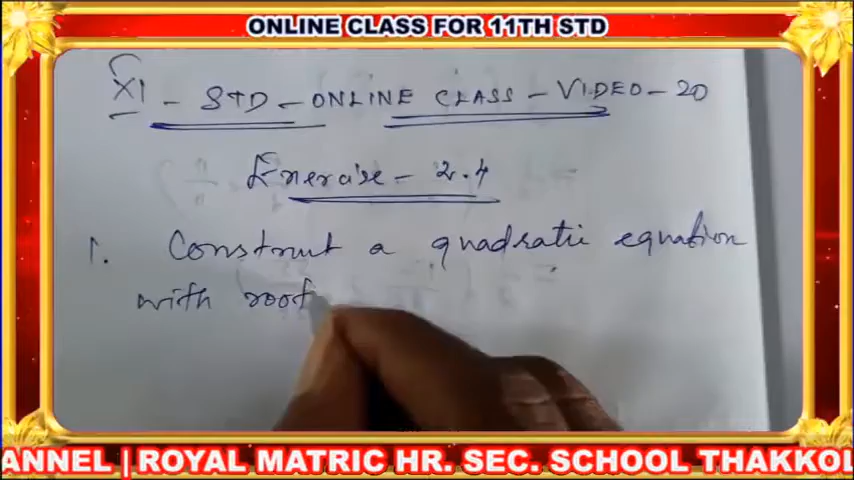 ONLINE CLASS FOR 11TH STD
XI - STD - ONLINE CLASS - VIDEO - 20
Exercise - 2.4
1. Construct a quadratic equation
with root
ANNEL | ROYAL MATRIC HR. SEC. SCHOOL THAKKOL